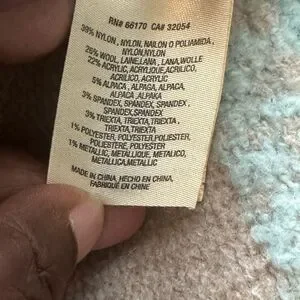 RN# 66170 CA# 32054
39% NYLON, NYLON, NAILON O POLIAMIDA,
NYLON,NYLON
26% WOOL, LAINE,LANA, LANA,WOLLE
22% ACRYLIC, ACRYLIQUE,ACRILICO,
ACRILICO, ACRYLIC
5% ALPACA, ALPAGA, ALPACA,
ALPACA, ALPAKA
3% SPANDEX, SPANDEX, SPANDEX,
SPANDEX,SPANDEX
3% TRIEXTA, TRIEXTA, TRIEXTA,
TRIEXTA,TRIEXTA
1% POLYESTER, POLYESTER,POLIESTER,
POLIESTERE, POLYESTER
1% METALLIC, METALLIQUE, METALICO,
METALLICA,METALLIC
MADE IN CHINA, HECHO EN CHINA,
FABRIQUÉ EN CHINE